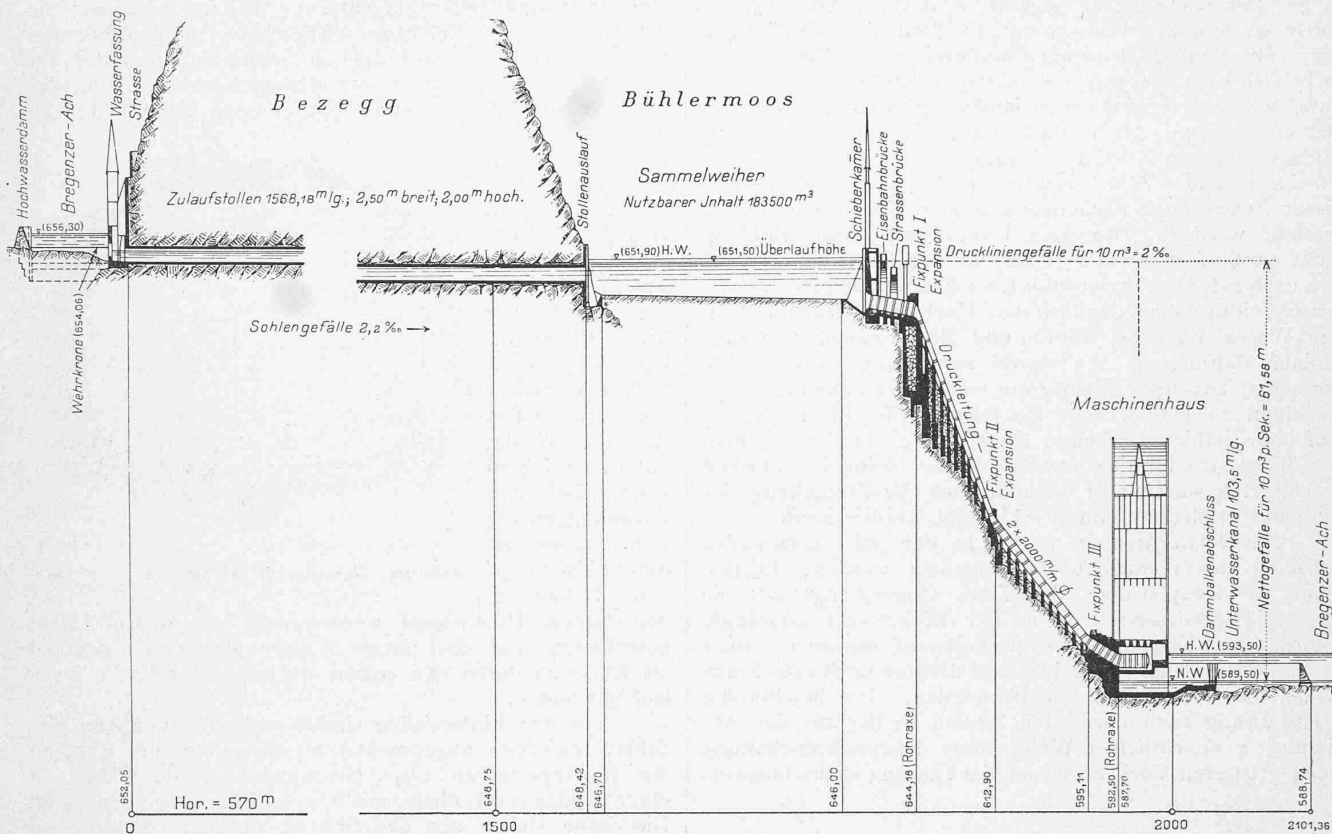 Hochwasserdamm
Bregenzer-Ach
Wasserfassung
Strasse
(656,30)
Wehrkrone (654,06)
Bezegg
Zulaufstollen 1568,18 m lg.; 2,50 m breit; 2,00 m hoch.
Sohlengefälle 2,2 ‰ →
Stollenauslauf
Bühlermoos
Sammelweiher
Nutzbarer Jnhalt 183500 m³
(651,90) H.W.
(651,50) Überlaufhöhe
Schieberkammer
Eisenbahnbrücke
Strassenbrücke
Fixpunkt I
Expansion
Drucklinengefälle für 10 m³ = 2 ‰
Druckleitung
Fixpunkt II
Expansion
2 x 2000 m/m Ø
Fixpunkt III
Maschinenhaus
H.W. (593,50)
N.W (589,50)
Dammbalkenabschluss
Unterwasserkanal 103,5 m lg.
Nettogefälle für 10 m³ p. Sek. = 61,58 m
Bregenzer-Ach
652,05
Hor. = 570 m
648,75
648,42
646,70
646,00
644,16 (Rohraxe)
612,90
595,11
592,50 (Rohraxe)
587,70
588,74
0
1500
2000
2101,36